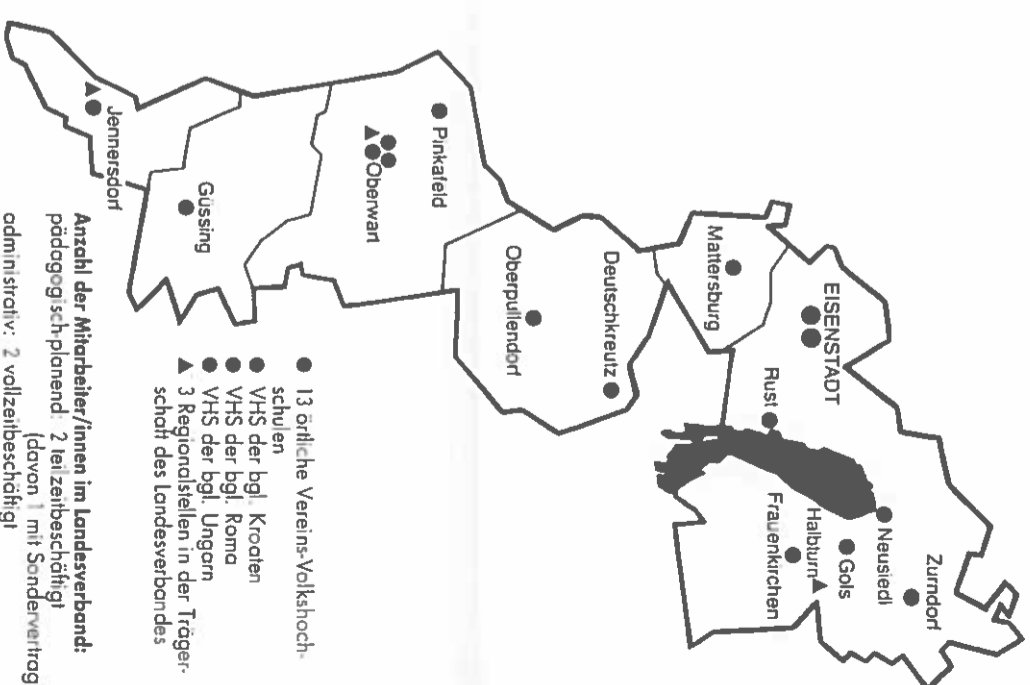 Zurndorf
Neusiedl
Gols
Halbturn
Frauenkirchen
EISENSTADT
Rust
Mattersburg
Deutschkreutz
Oberpullendorf
Pinkafeld
Oberwart
Güssing
Jennersdorf
13 örtliche Vereins-Volkshoch-
schulen
VHS der bgl. Kroaten
VHS der bgl. Roma
VHS der bgl. Ungarn
3 Regionalstellen in der Träger-
schaft des Landesverbandes
Anzahl der Mitarbeiter/innen im Landesverband:
pädagogisch-planend: 2 teilzeitbeschäftigt
(davon 1 mit Sondervertrag
administrativ: 2 vollzeitbeschäftigt